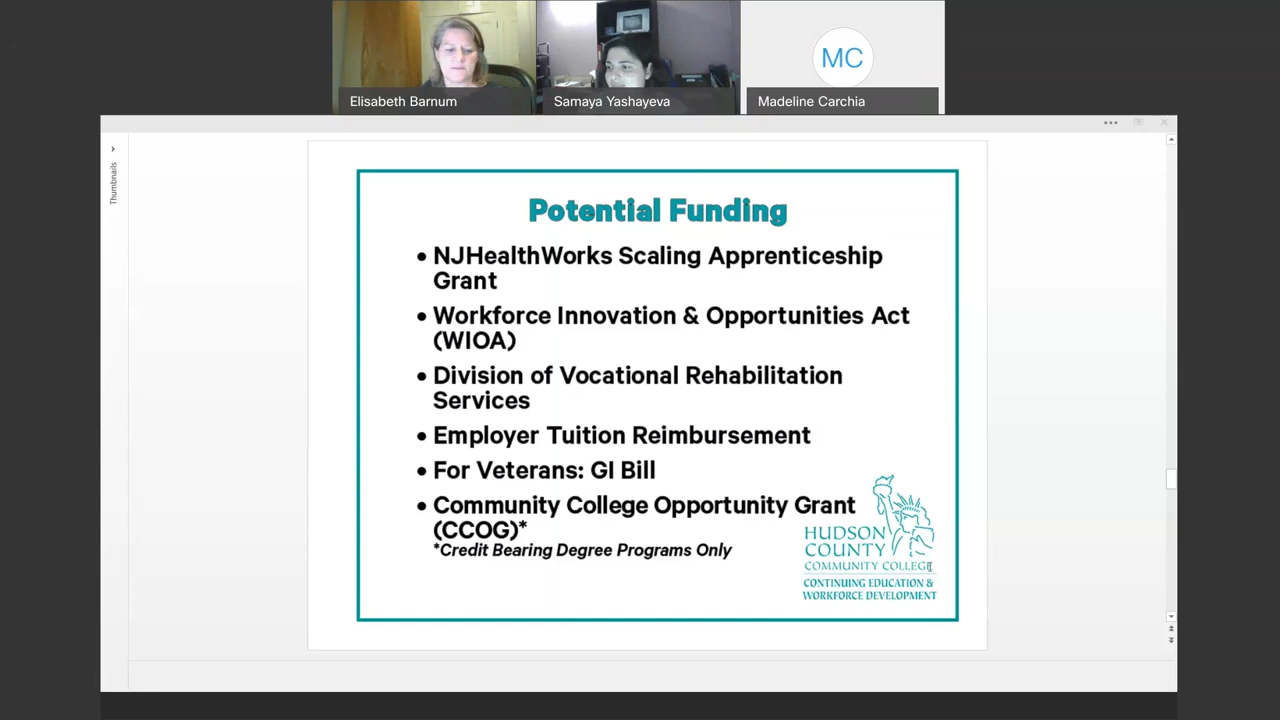 MC
Elisabeth Barnum
Samaya Yashayeva
Madeline Carchia
Thumbnails
Potential Funding
• NJHealthWorks Scaling Apprenticeship
Grant
• Workforce Innovation & Opportunities Act
(WIOA)
• Division of Vocational Rehabilitation
Services
• Employer Tuition Reimbursement
• For Veterans: GI Bill
• Community College Opportunity Grant
(CCOG)*
*Credit Bearing Degree Programs Only
HUDSON
COUNTY
COMMUNITY COLLEGE
CONTINUING EDUCATION &
WORKFORCE DEVELOPMENT